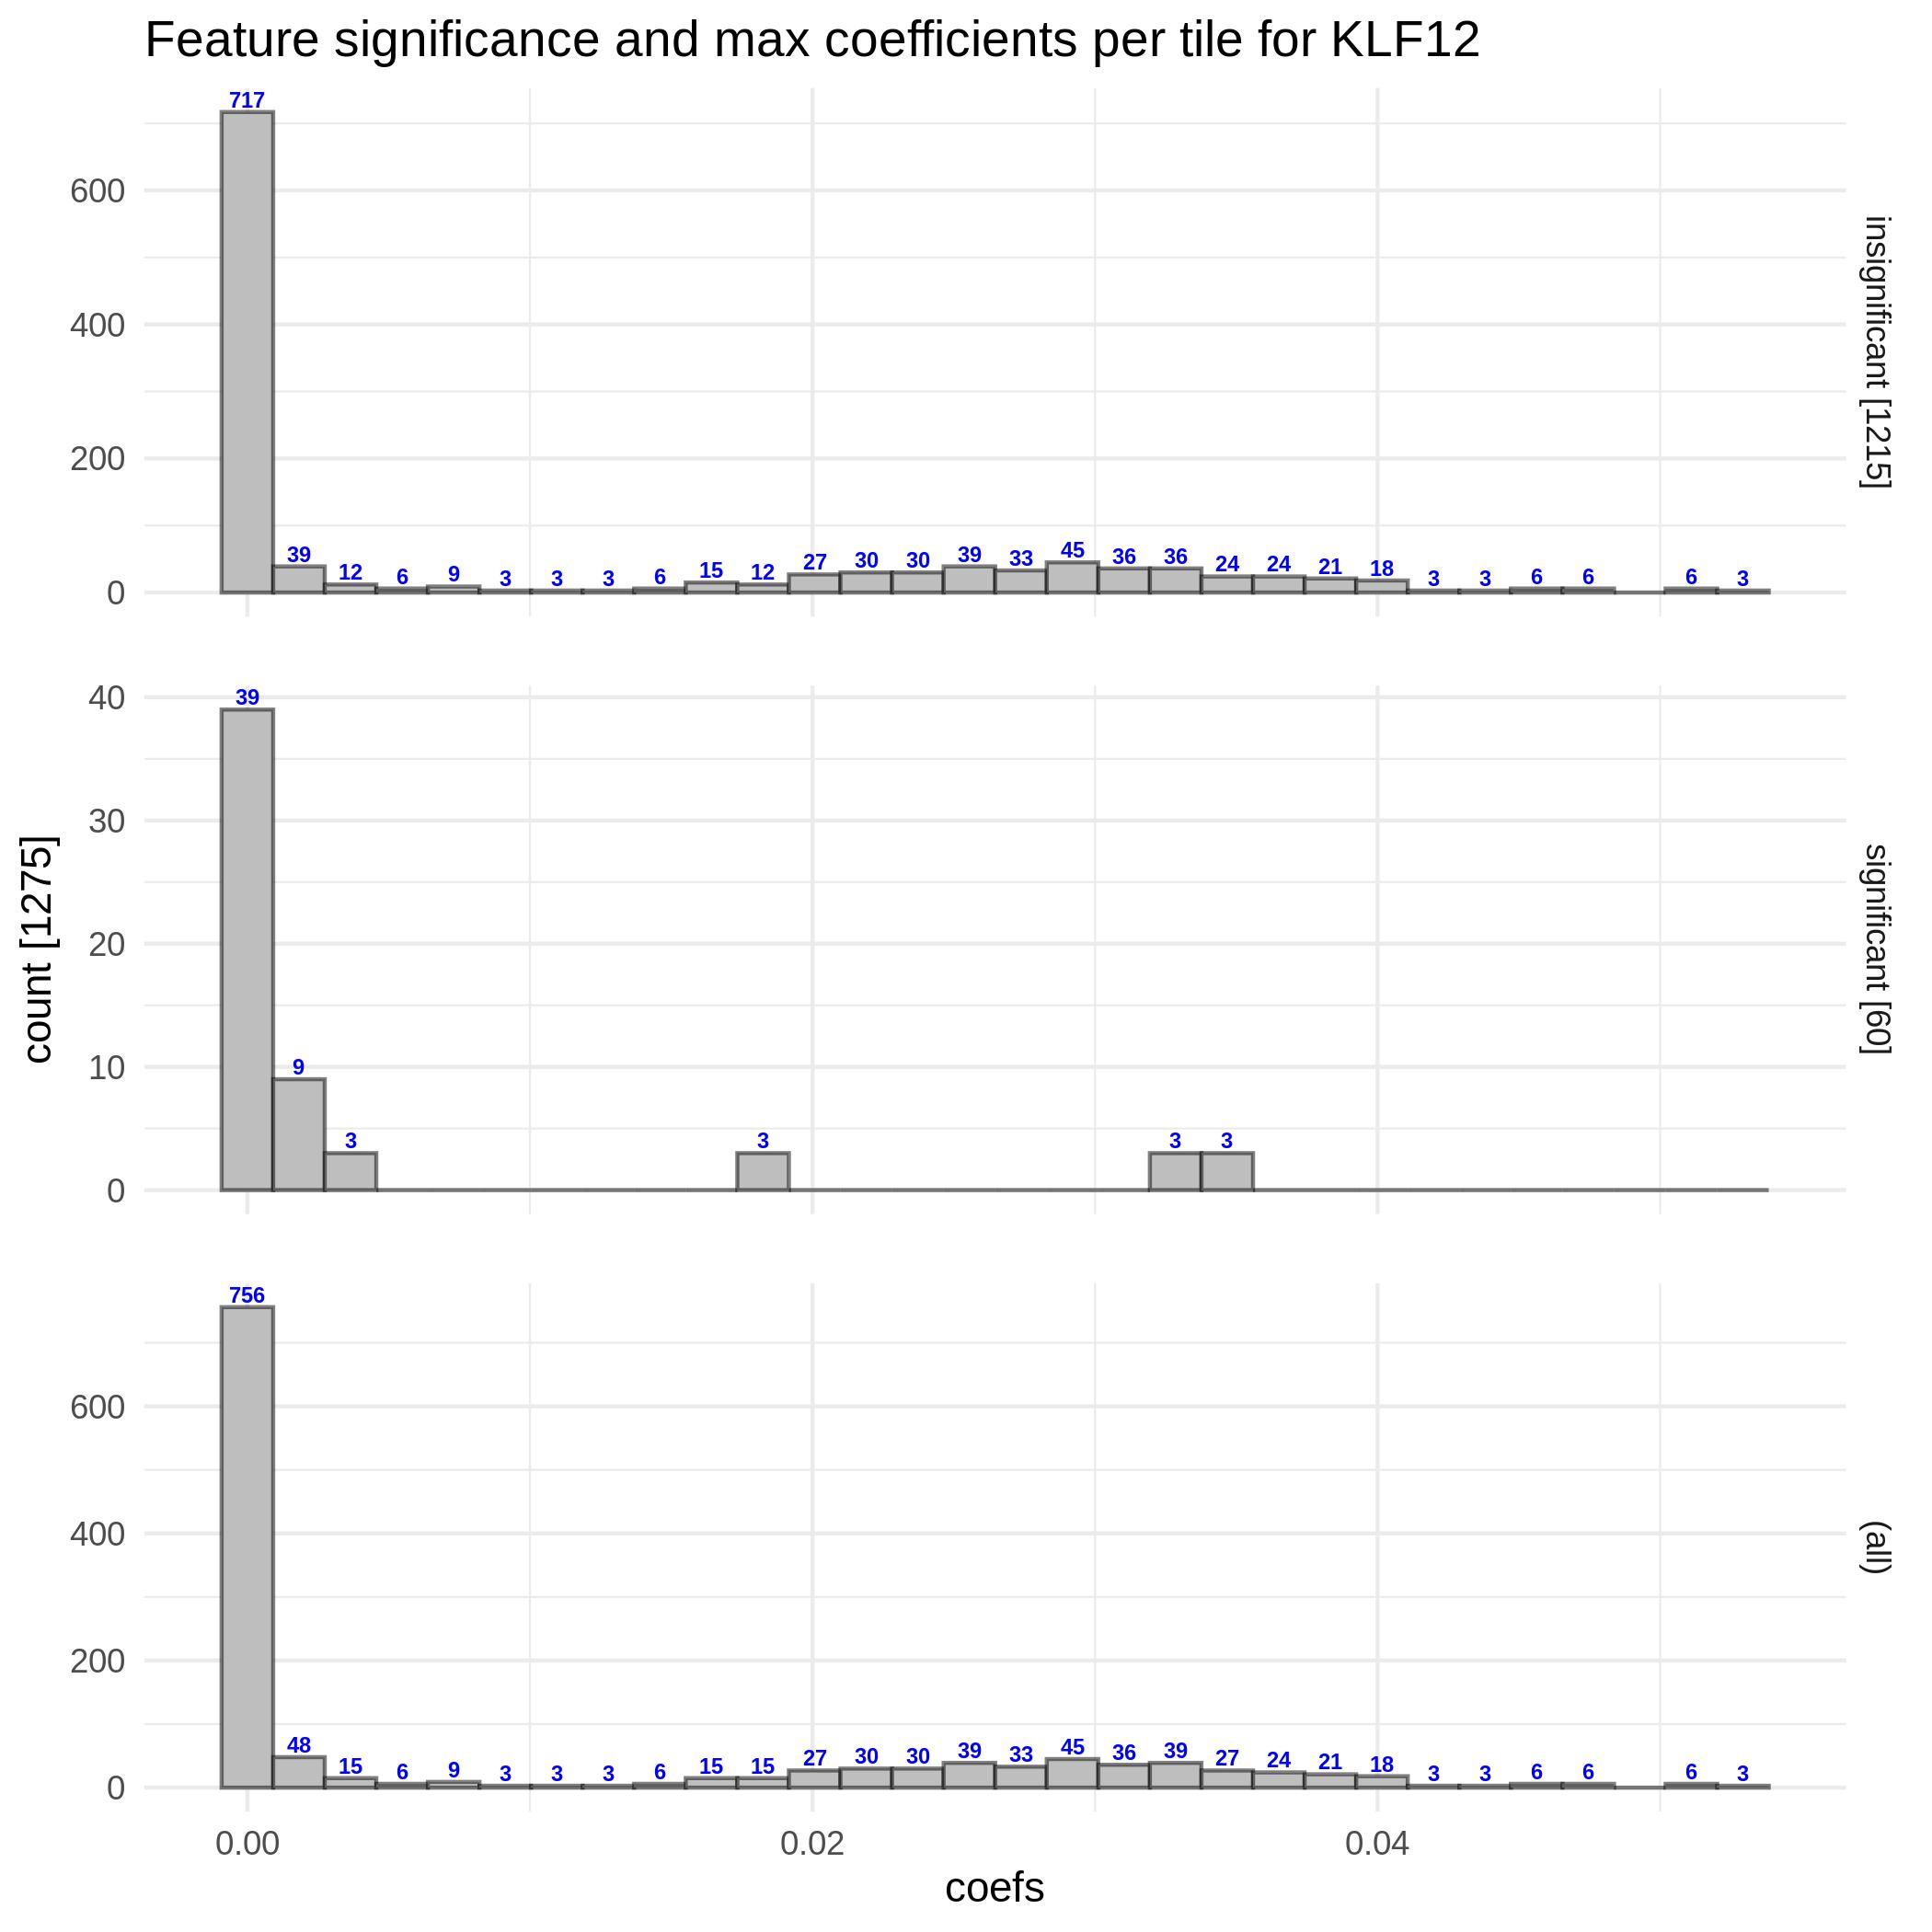 Feature significance and max coefficients per tile for KLF12
717
600
400
200
0
39 12 6 9 3 3 3 6 15 12 27 30 30 39 33 45 36 36 24 24 21 18 3 3 6 6 6 3
insignificant [1215]
40
30
20
10
0
39
9
3 3 3 3
significant [60]
count [1275]
756
600
400
200
0
48 15 6 9 3 3 3 6 15 15 27 30 30 39 33 45 36 39 27 24 21 18 3 3 6 6 6 3
(all)
0.00 0.02 0.04
coefs